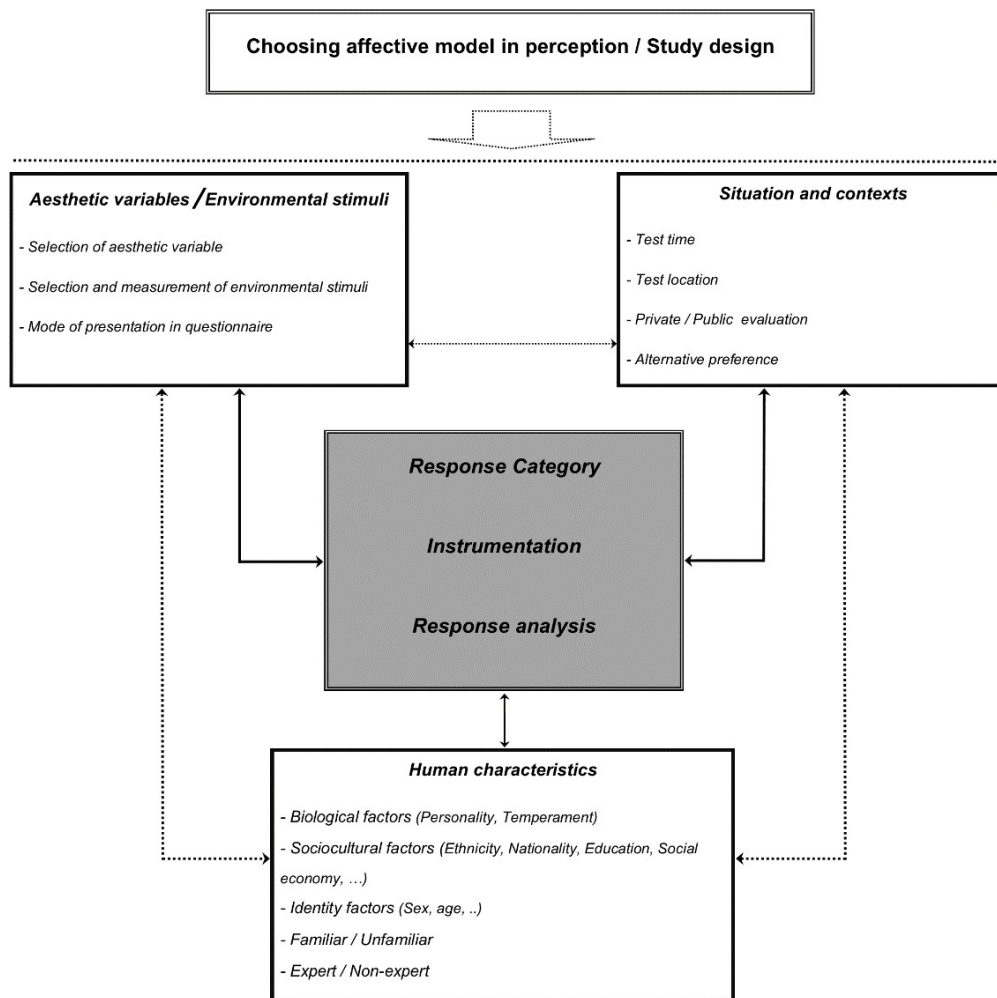 Choosing affective model in perception / Study design
Aesthetic variables /Environmental stimuli
- Selection of aesthetic variable
- Selection and measurement of environmental stimuli
- Mode of presentation in questionnaire
Situation and contexts
- Test time
- Test location
- Private / Public evaluation
- Alternative preference
Response Category
Instrumentation
Response analysis
Human characteristics
- Biological factors (Personality, Temperament)
- Sociocultural factors (Ethnicity, Nationality, Education, Social
economy, …)
- Identity factors (Sex, age, ..)
- Familiar / Unfamiliar
- Expert / Non-expert